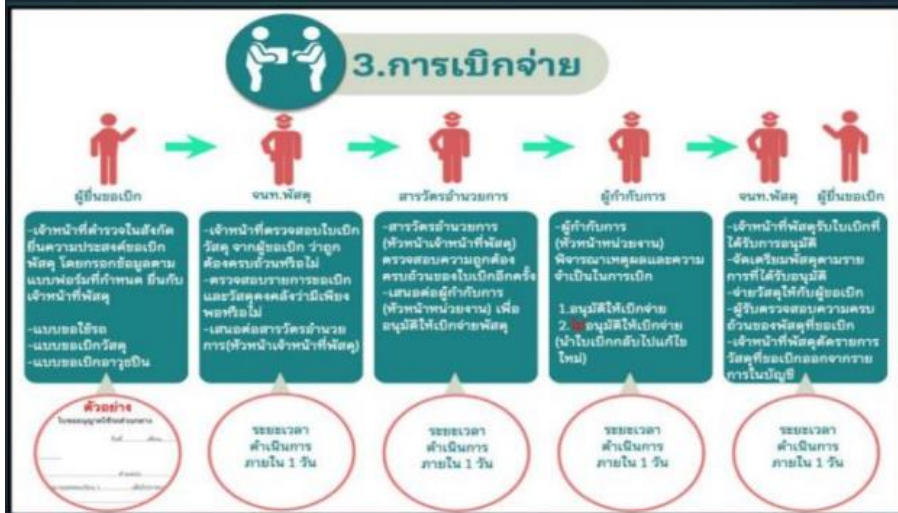 3.การเบิกจ่าย
ผู้ยื่นขอเบิก
จนท.พัสดุ
สารวัตรอำนวยการ
ผู้กำกับการ
จนท.พัสดุ
ผู้ยื่นขอเบิก
-เจ้าหน้าที่ตำรวจในสังกัด
ยื่นความประสงค์ขอเบิก
พัสดุ โดยกรอกข้อมูลตาม
แบบฟอร์มที่กำหนด ยื่นกับ
เจ้าหน้าที่พัสดุ
-แบบขอใช้รถ
-แบบขอเบิกวัสดุ
-แบบขอเบิกอาวุธปืน
-เจ้าหน้าที่ตรวจสอบใบเบิก
วัสดุ จากผู้ขอเบิก ว่าถูก
ต้องครบถ้วนหรือไม่
-ตรวจสอบรายการขอเบิก
และวัสดุคงคลังว่ามีเพียง
พอหรือไม่
-เสนอต่อสารวัตรอำนวย
การ(หัวหน้าเจ้าหน้าที่พัสดุ)
-สารวัตรอำนวยการ
(หัวหน้าเจ้าหน้าที่พัสดุ)
ตรวจสอบความถูกต้อง
ครบถ้วนของใบเบิกอีกครั้ง
-เสนอต่อผู้กำกับการ
(หัวหน้าหน่วยงาน) เพื่อ
อนุมัติให้เบิกจ่ายพัสดุ
-ผู้กำกับการ
(หัวหน้าหน่วยงาน)
พิจารณาเหตุผลและความ
จำเป็นในการเบิก
1.อนุมัติให้เบิกจ่าย
2.ไม่อนุมัติให้เบิกจ่าย
(นำใบเบิกกลับไปแก้ไข
ใหม่)
-เจ้าหน้าที่พัสดุรับใบเบิกที่
ได้รับการอนุมัติ
-จัดเตรียมพัสดุตามราย
การที่ได้รับอนุมัติ
-จ่ายวัสดุให้กับผู้ขอเบิก
-ผู้รับตรวจสอบความครบ
ถ้วนของพัสดุที่ขอเบิก
-เจ้าหน้าที่พัสดุตัดรายการ
วัสดุที่ขอเบิกออกจากราย
การในบัญชี
ตัวอย่าง
ระยะเวลา
ดำเนินการ
ภายใน 1 วัน
ระยะเวลา
ดำเนินการ
ภายใน 1 วัน
ระยะเวลา
ดำเนินการ
ภายใน 1 วัน
ระยะเวลา
ดำเนินการ
ภายใน 1 วัน